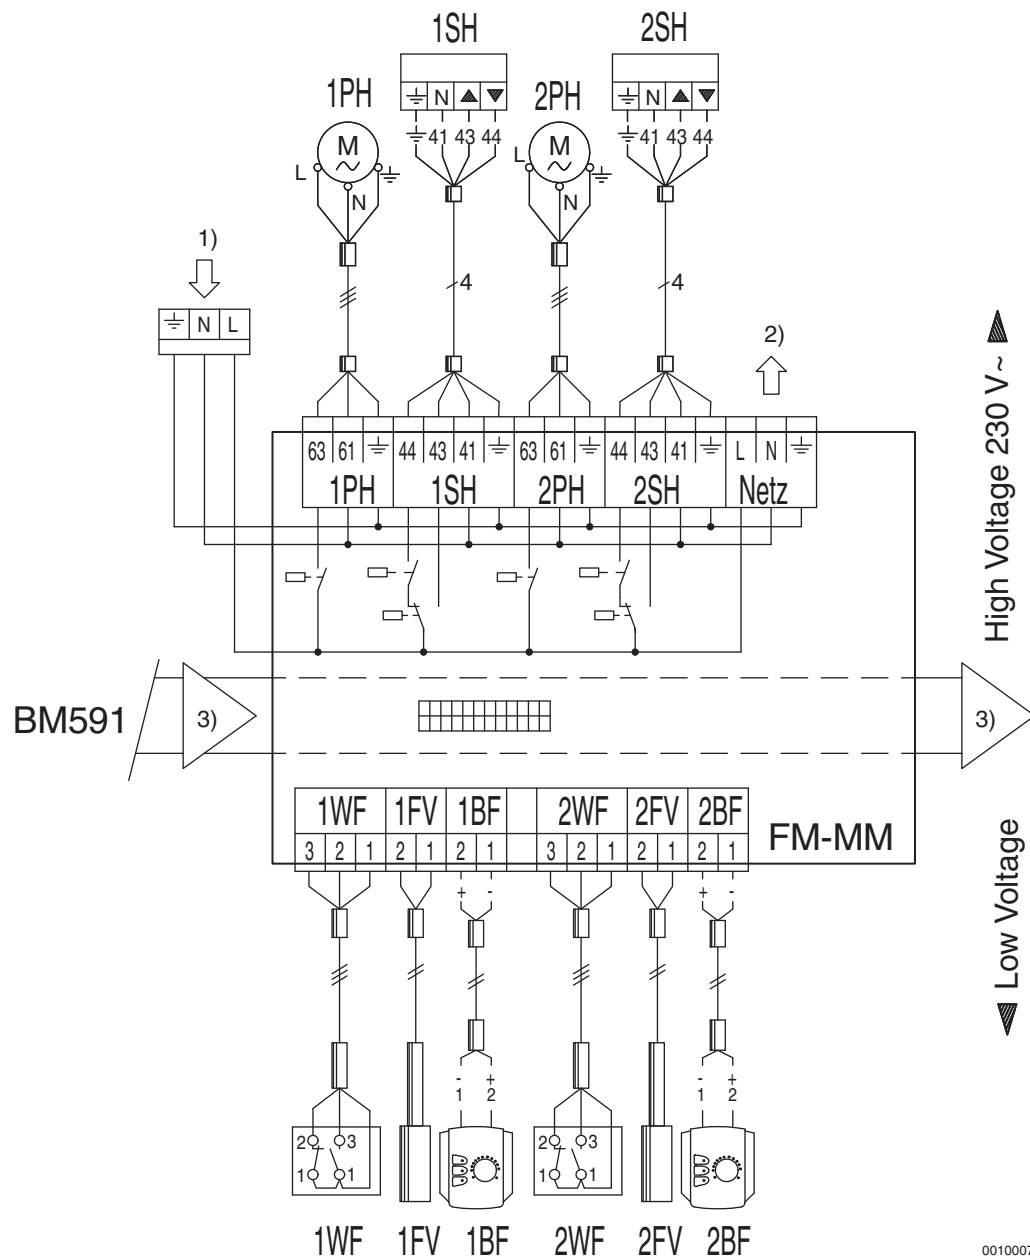 1SH 2SH
1PH 2PH
N N
41 43 44 41 43 44
M M
L L
N N
1)
4 4
N L
2)
63 61 44 43 41 63 61 44 43 41 L N
1PH 1SH 2PH 2SH Netz
High Voltage 230 V ~
BM591
3) 3)
1WF 1FV 1BF 2WF 2FV 2BF
FM-MM
3 2 1 2 1 2 1 3 2 1 2 1 2 1
+ - + -
Low Voltage
- + - +
1 2 1 2
2 3 2 3
1 1 1 1
1WF 1FV 1BF 2WF 2FV 2BF